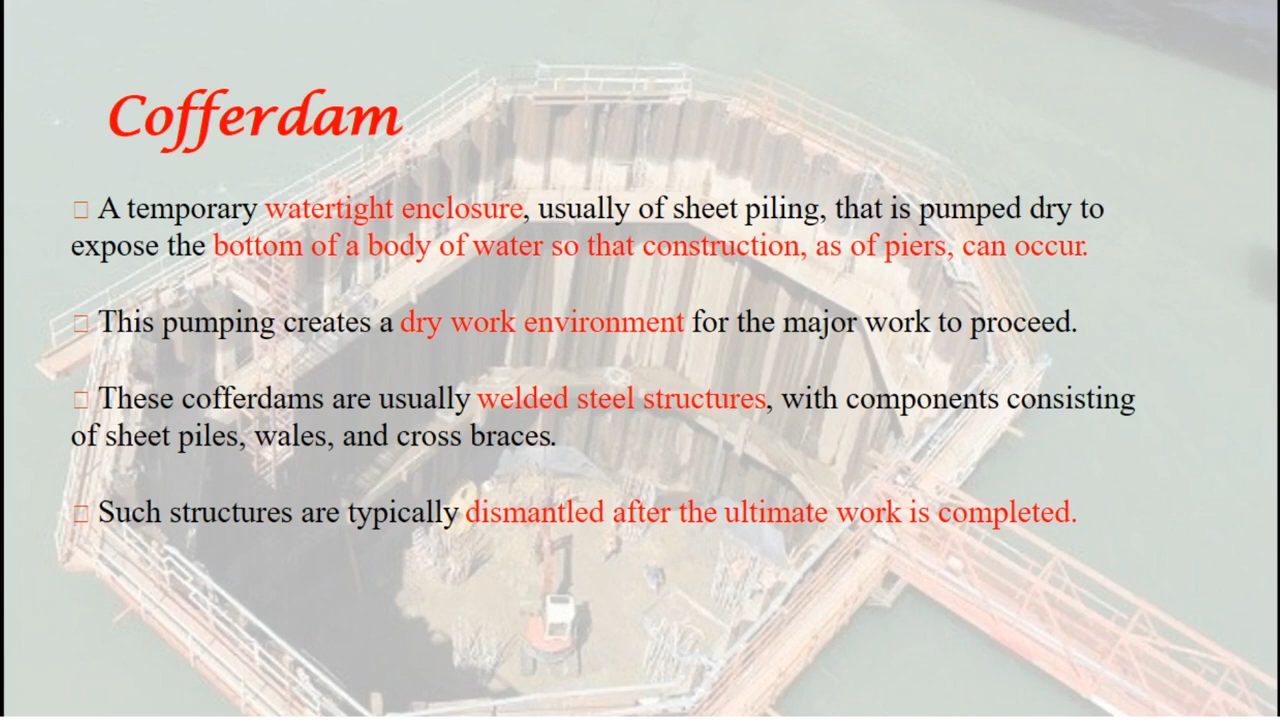 Cofferdam
□ A temporary watertight enclosure, usually of sheet piling, that is pumped dry to
expose the bottom of a body of water so that construction, as of piers, can occur.
□ This pumping creates a dry work environment for the major work to proceed.
□ These cofferdams are usually welded steel structures, with components consisting
of sheet piles, wales, and cross braces.
□ Such structures are typically dismantled after the ultimate work is completed.